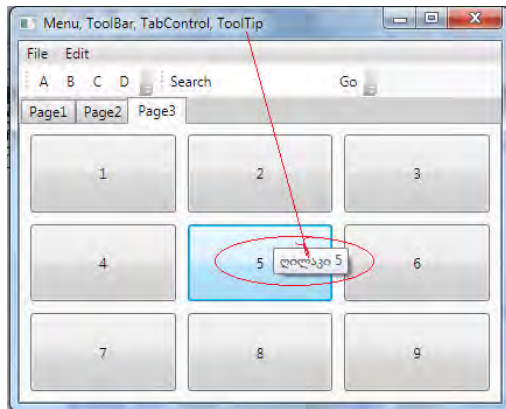 Menu, ToolBar, TabControl, ToolTip
File Edit
A B C D Search Go
Page1 Page2 Page3
1 2 3
4 5 ღილაკი 5 6
7 8 9